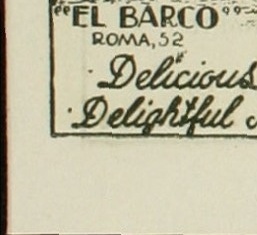 "EL BARCO"
ROMA, 52
Delicious
Delightful